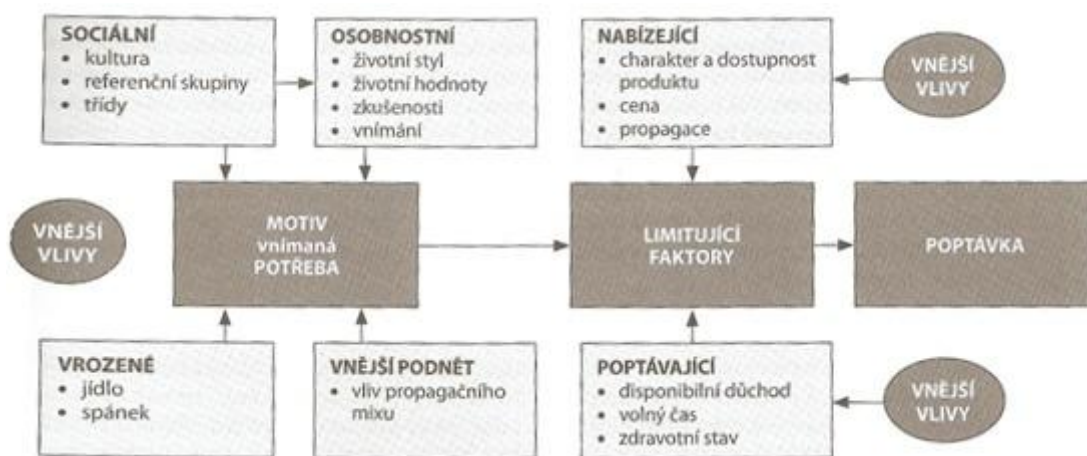 SOCIÁLNÍ
• kultura
• referenční skupiny
• třídy
OSOBNOSTNÍ
• životní styl
• životní hodnoty
• zkušenosti
• vnímání
NABÍZEJÍCÍ
• charakter a dostupnost
produktu
• cena
• propagace
VNĚJŠÍ
VLIVY
VNĚJŠÍ
VLIVY
MOTIV
vnímaná
POTŘEBA
LIMITUJÍCÍ
FAKTORY
POPTÁVKA
VROZENÉ
• jídlo
• spánek
VNĚJŠÍ PODNĚT
• vliv propagačního
mixu
POPTÁVAJÍCÍ
• disponibilní důchod
• volný čas
• zdravotní stav
VNĚJŠÍ
VLIVY